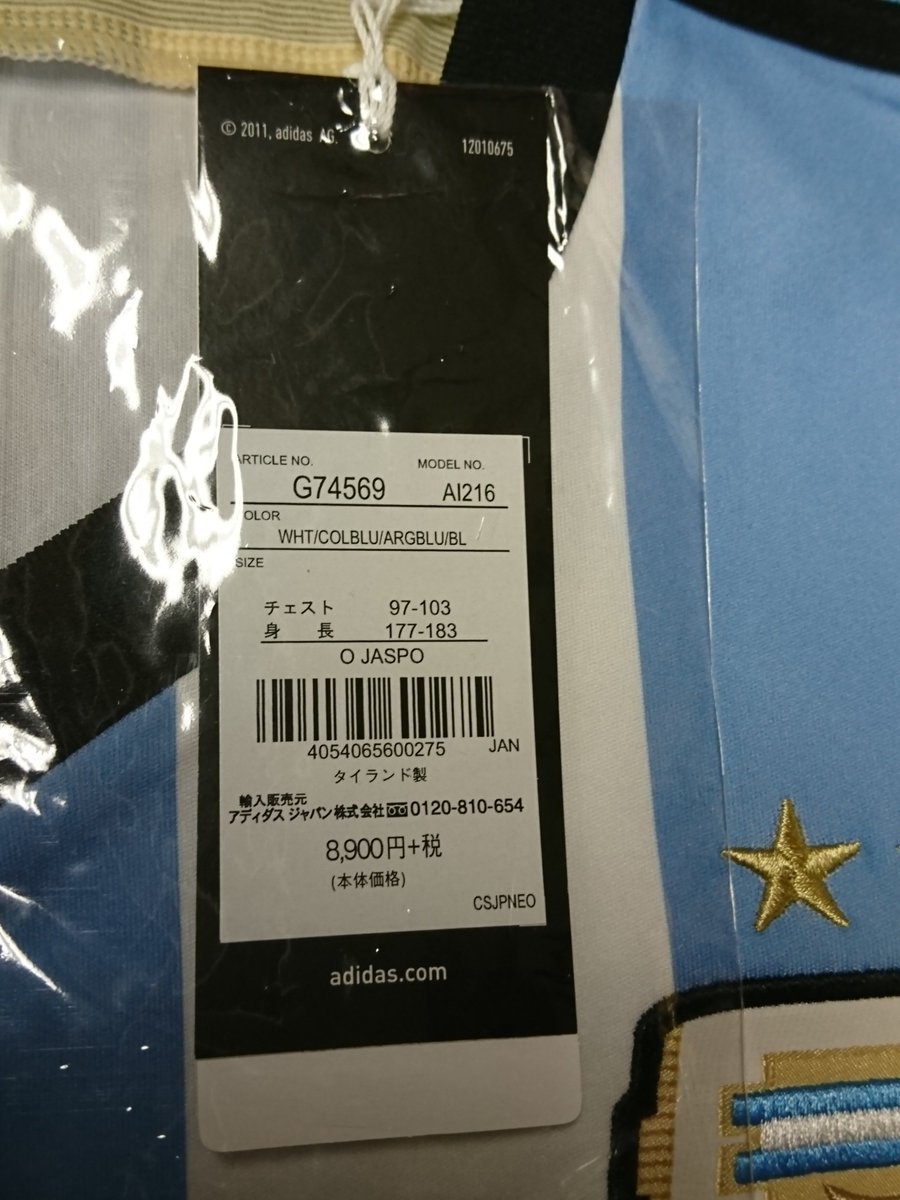 © 2011, adidas AG.
12010675
ARTICLE NO. MODEL NO.
G74569 AI216
COLOR
WHT/COLBLU/ARGBLU/BL
SIZE
チェスト 97-103
身 長 177-183
O JASPO
4054065600275 JAN
タイランド製
輸入販売元
アディダス ジャパン株式会社 0120-810-654
8,900円+税
(本体価格)
CSJPNEO
adidas.com